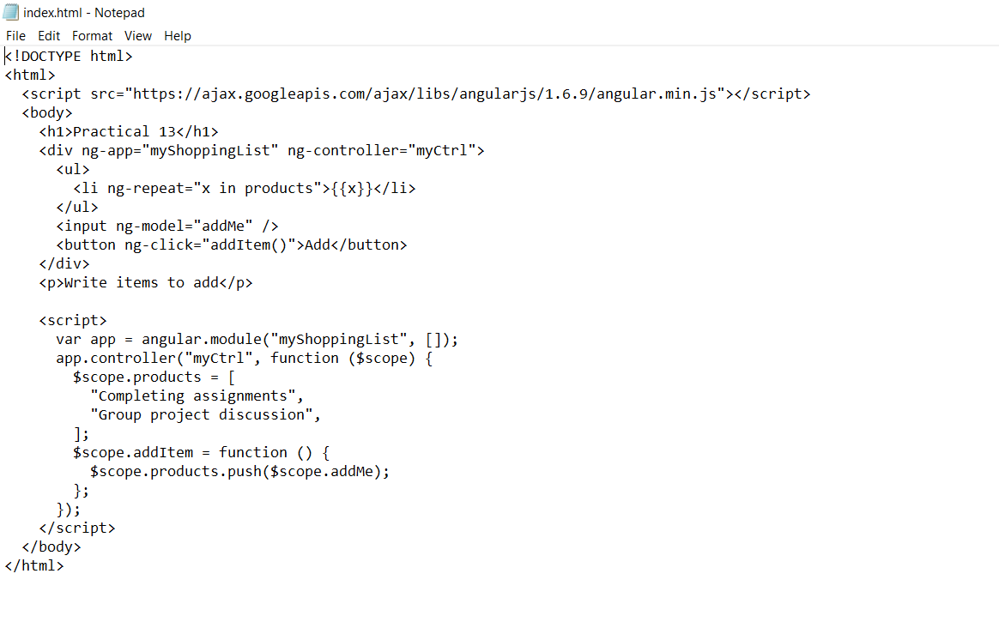 index.html - Notepad
File Edit Format View Help
<!DOCTYPE html>
<html>
  <script src="https://ajax.googleapis.com/ajax/libs/angularjs/1.6.9/angular.min.js"></script>
  <body>
    <h1>Practical 13</h1>
    <div ng-app="myShoppingList" ng-controller="myCtrl">
      <ul>
        <li ng-repeat="x in products">{{x}}</li>
      </ul>
      <input ng-model="addMe" />
      <button ng-click="addItem()">Add</button>
    </div>
    <p>Write items to add</p>

    <script>
      var app = angular.module("myShoppingList", []);
      app.controller("myCtrl", function ($scope) {
        $scope.products = [
          "Completing assignments",
          "Group project discussion",
        ];
        $scope.addItem = function () {
          $scope.products.push($scope.addMe);
        };
      });
    </script>
  </body>
</html>